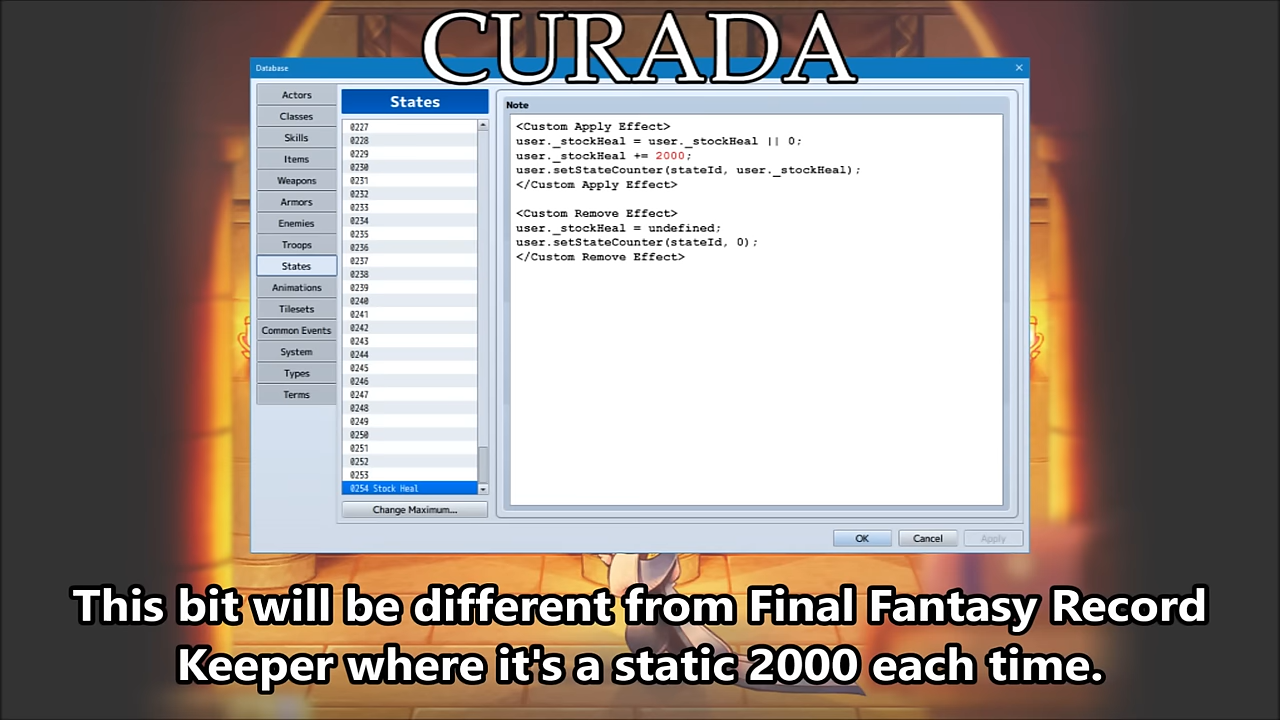 CURADA
Database
Actors
Classes
Skills
Items
Weapons
Armors
Enemies
Troops
States
Animations
Tilesets
Common Events
System
Types
Terms
States
0227
0228
0229
0230
0231
0232
0233
0234
0235
0236
0237
0238
0239
0240
0241
0242
0243
0244
0245
0246
0247
0248
0249
0250
0251
0252
0253
0254 Stock Heal
Change Maximum...
Note
<Custom Apply Effect>
user._stockHeal = user._stockHeal || 0;
user._stockHeal += 2000;
user.setStateCounter(stateId, user._stockHeal);
</Custom Apply Effect>
<Custom Remove Effect>
user._stockHeal = undefined;
user.setStateCounter(stateId, 0);
</Custom Remove Effect>
OK
Cancel
Apply
This bit will be different from Final Fantasy Record
Keeper where it's a static 2000 each time.